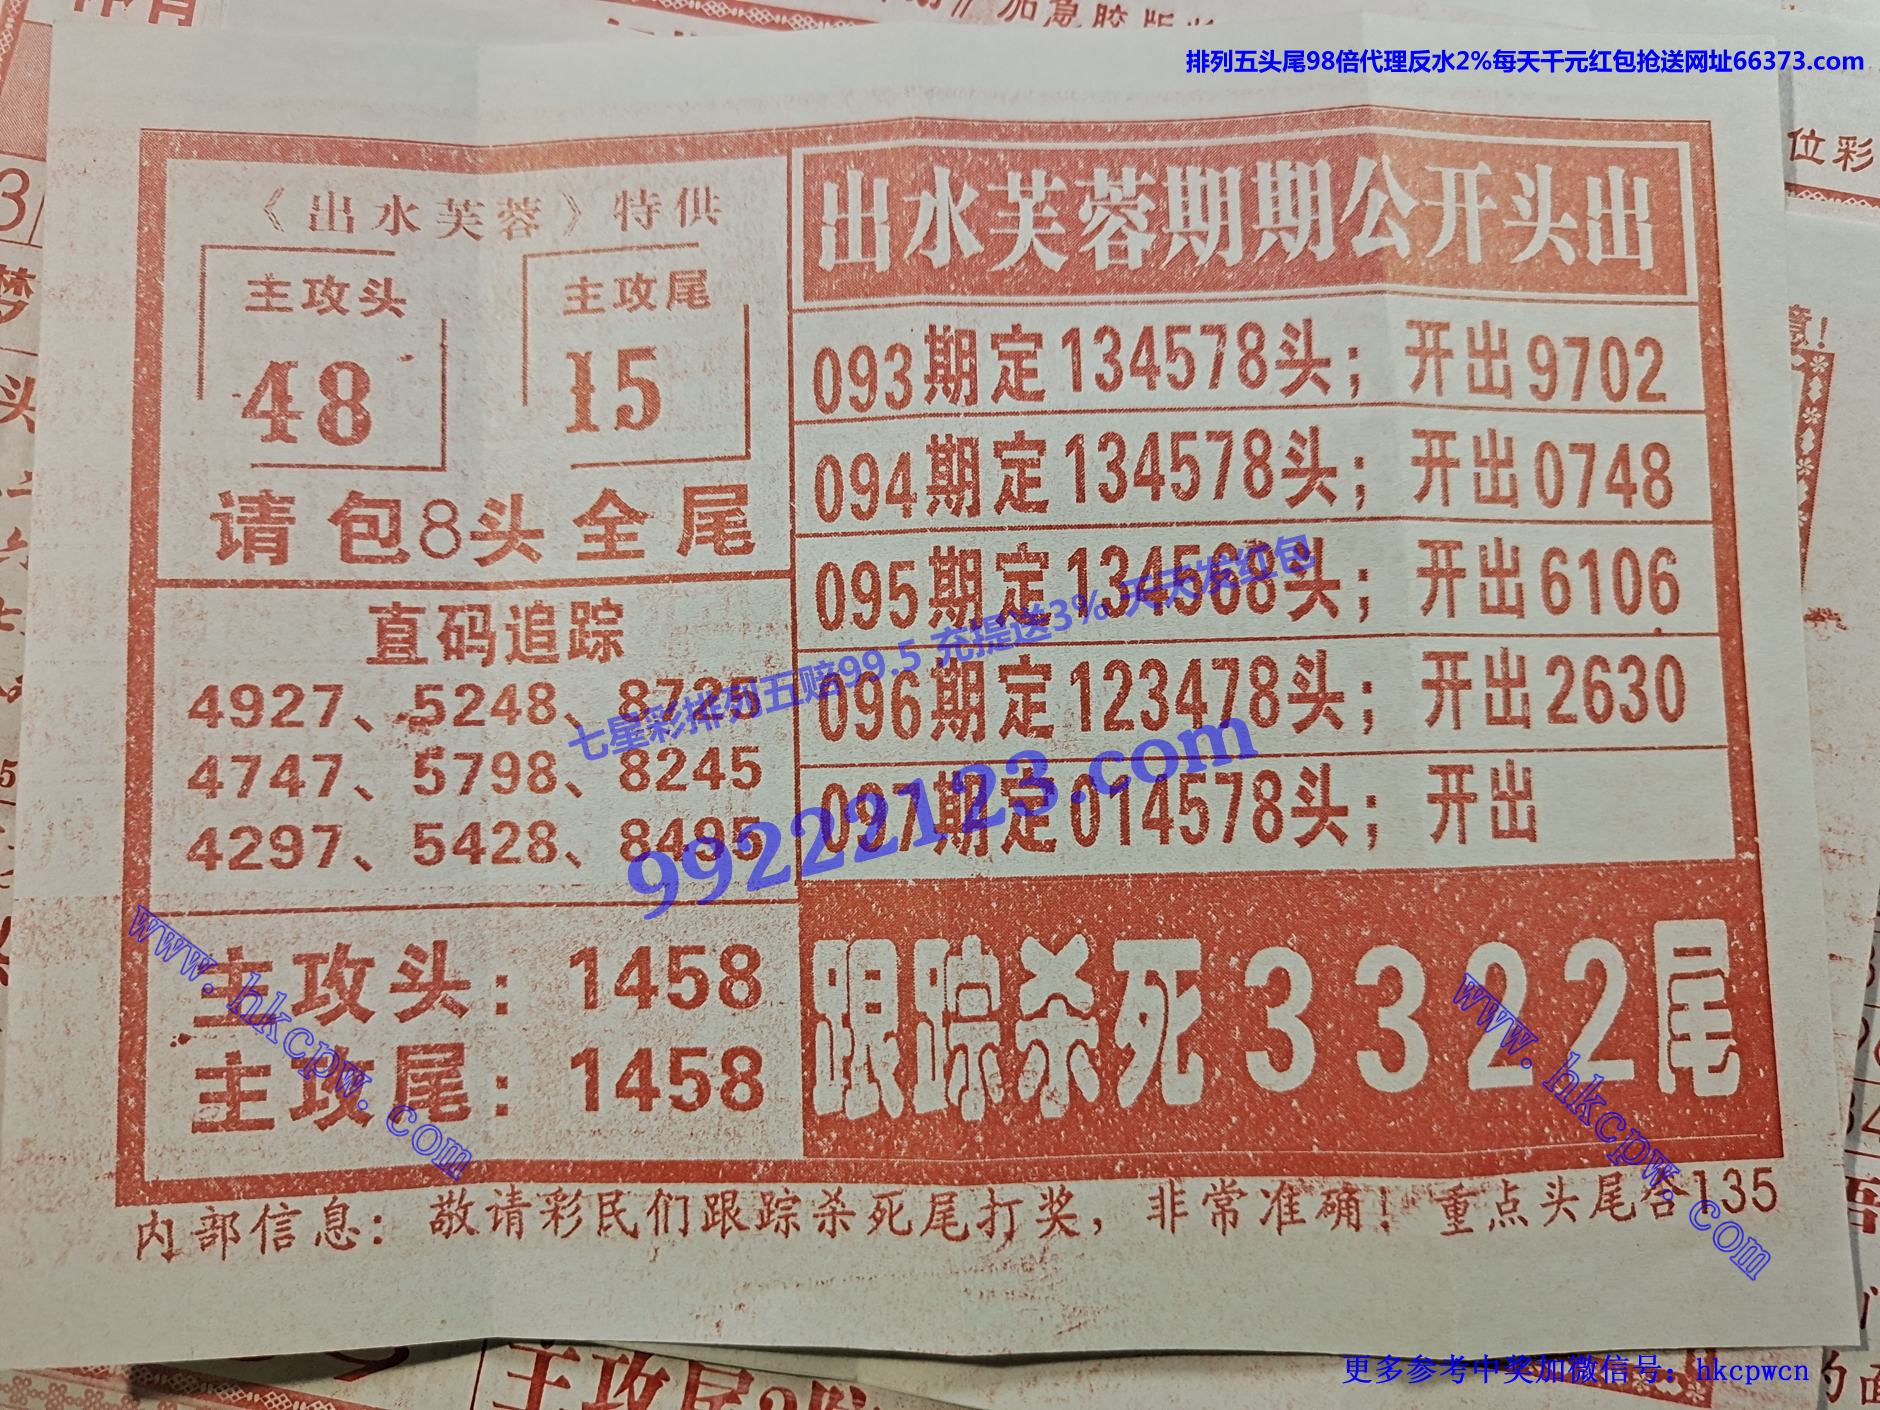 排列五头尾98倍代理反水2%每天千元红包抢送网址66373.com
位彩
《出水芙蓉》特供
主攻头
48
主攻尾
15
请包8头全尾
直码追踪
4927、5248、8725
4747、5798、8245
4297、5428、8495
主攻头：1458
主攻尾：1458
出水芙蓉期期公开头出
093期定134578头；开出9702
094期定134578头；开出0748
095期定134568头；开出6106
096期定123478头；开出2630
097期定014578头；开出
跟踪杀死3322尾
七星彩排列五赔99.5 充提送3% 天天发红包
99222123.com
www.hkcpw.com
www.hkcpw.com
内部信息：敬请彩民们跟踪杀死尾打奖，非常准确！重点头尾合135
主攻尾
更多参考中奖加微信号：hkcpwcn